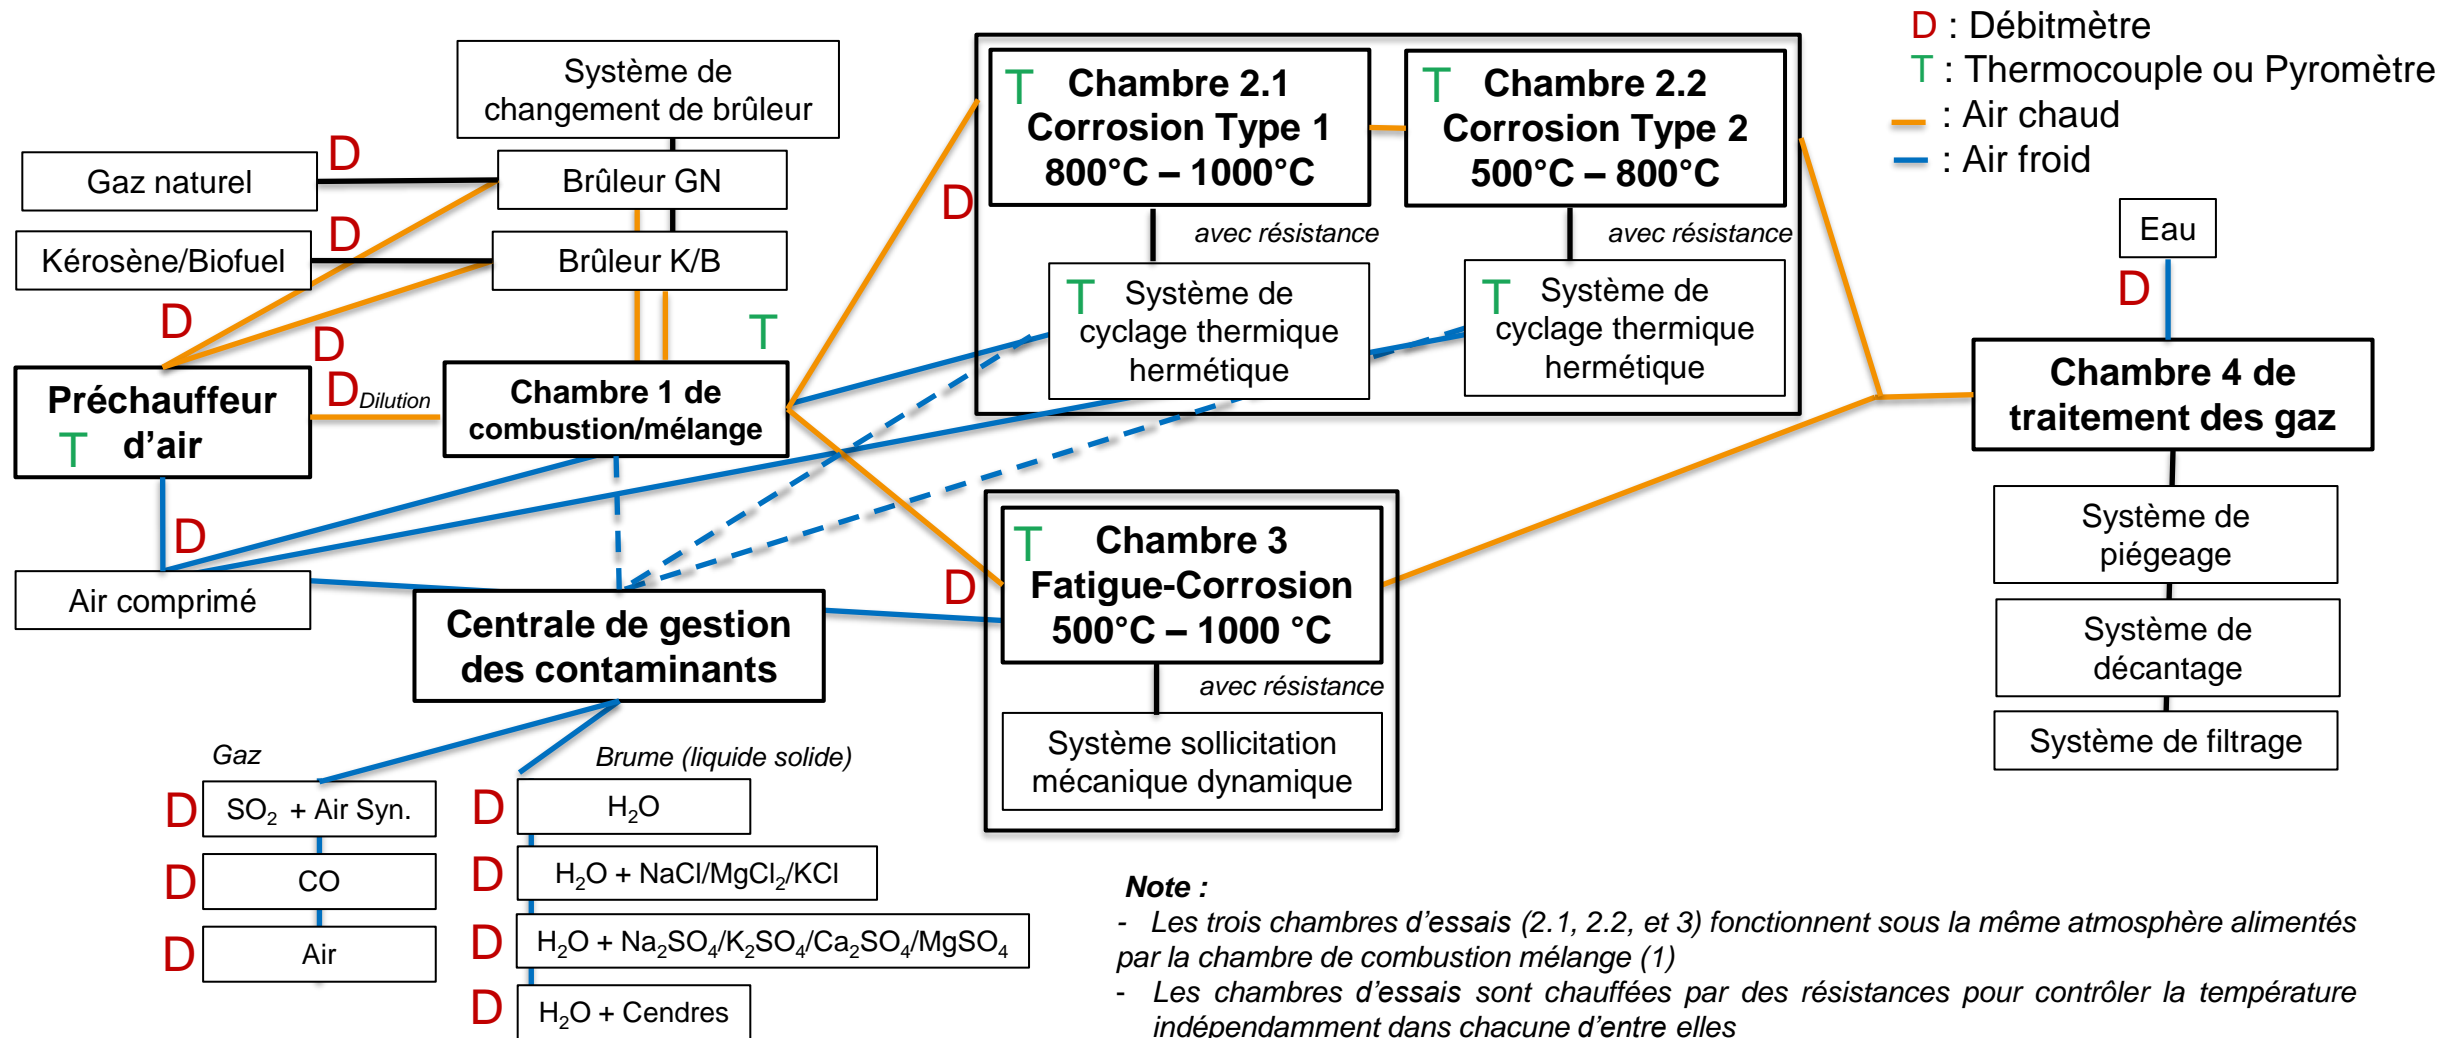 D : Débitmètre
T : Thermocouple ou Pyromètre
: Air chaud
: Air froid
Système de
changement de brûleur
Gaz naturel
D
Brûleur GN
Kérosène/Biofuel
D
Brûleur K/B
D
D
T
Préchauffeur
d'air
T
D
Dilution
Chambre 1 de
combustion/mélange
D
Air comprimé
T
Chambre 2.1
Corrosion Type 1
800°C – 1000°C
D
avec résistance
T
Système de
cyclage thermique
hermétique
T
Chambre 2.2
Corrosion Type 2
500°C – 800°C
avec résistance
T
Système de
cyclage thermique
hermétique
Eau
D
Chambre 4 de
traitement des gaz
Système de
piégeage
Système de
décantage
Système de filtrage
T
Chambre 3
Fatigue-Corrosion
500°C – 1000 °C
D
avec résistance
Système sollicitation
mécanique dynamique
Centrale de gestion
des contaminants
Gaz
D
SO₂ + Air Syn.
D
CO
D
Air
Brume (liquide solide)
D
H₂O
D
H₂O + NaCl/MgCl₂/KCl
D
H₂O + Na₂SO₄/K₂SO₄/Ca₂SO₄/MgSO₄
D
H₂O + Cendres
Note :
- Les trois chambres d'essais (2.1, 2.2, et 3) fonctionnent sous la même atmosphère alimentés
par la chambre de combustion mélange (1)
- Les chambres d'essais sont chauffées par des résistances pour contrôler la température
indépendamment dans chacune d'entre elles